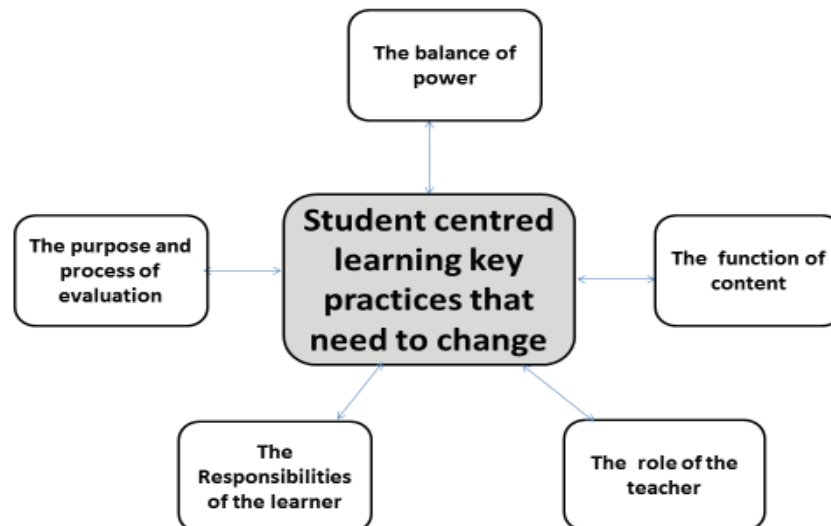 The balance of
power
Student centred
learning key
practices that
need to change
The purpose and
process of
evaluation
The function of
content
The
Responsibilities
of the learner
The role of the
teacher